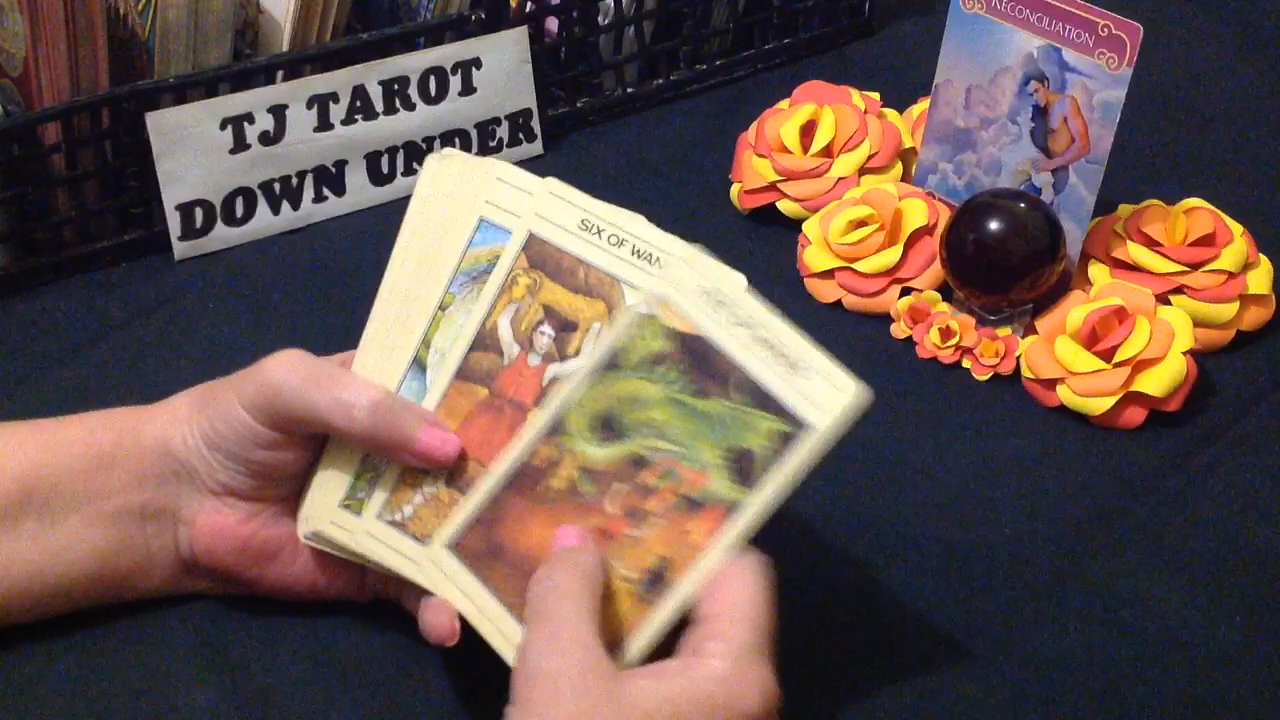 TJ TAROT
DOWN UNDER
RECONCILIATION
SIX OF WAN